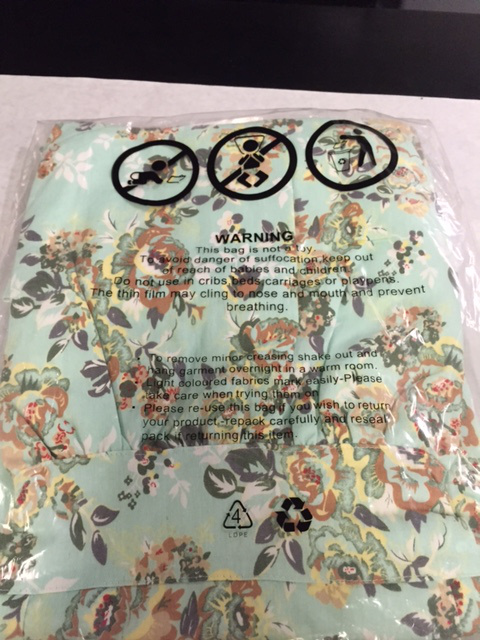 WARNING
This bag is not a toy.
To avoid danger of suffocation,keep out
of reach of babies and children.
Do not use in cribs,beds,carriages or playpens.
The thin film may cling to nose and mouth and prevent
breathing.
• To remove minor creasing shake out and
hang garment overnight in a warm room.
• Light coloured fabrics mark easily-Please
take care when trying them on
• Please re-use this bag if you wish to return
your product,-repack carefully and reseal
pack if returning this item.
4
LDPE